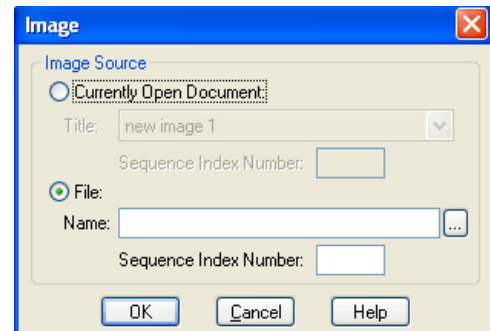 Image
Image Source
Currently Open Document:
Title: new image 1
Sequence Index Number:
File:
Name: ...
Sequence Index Number:
OK Cancel Help